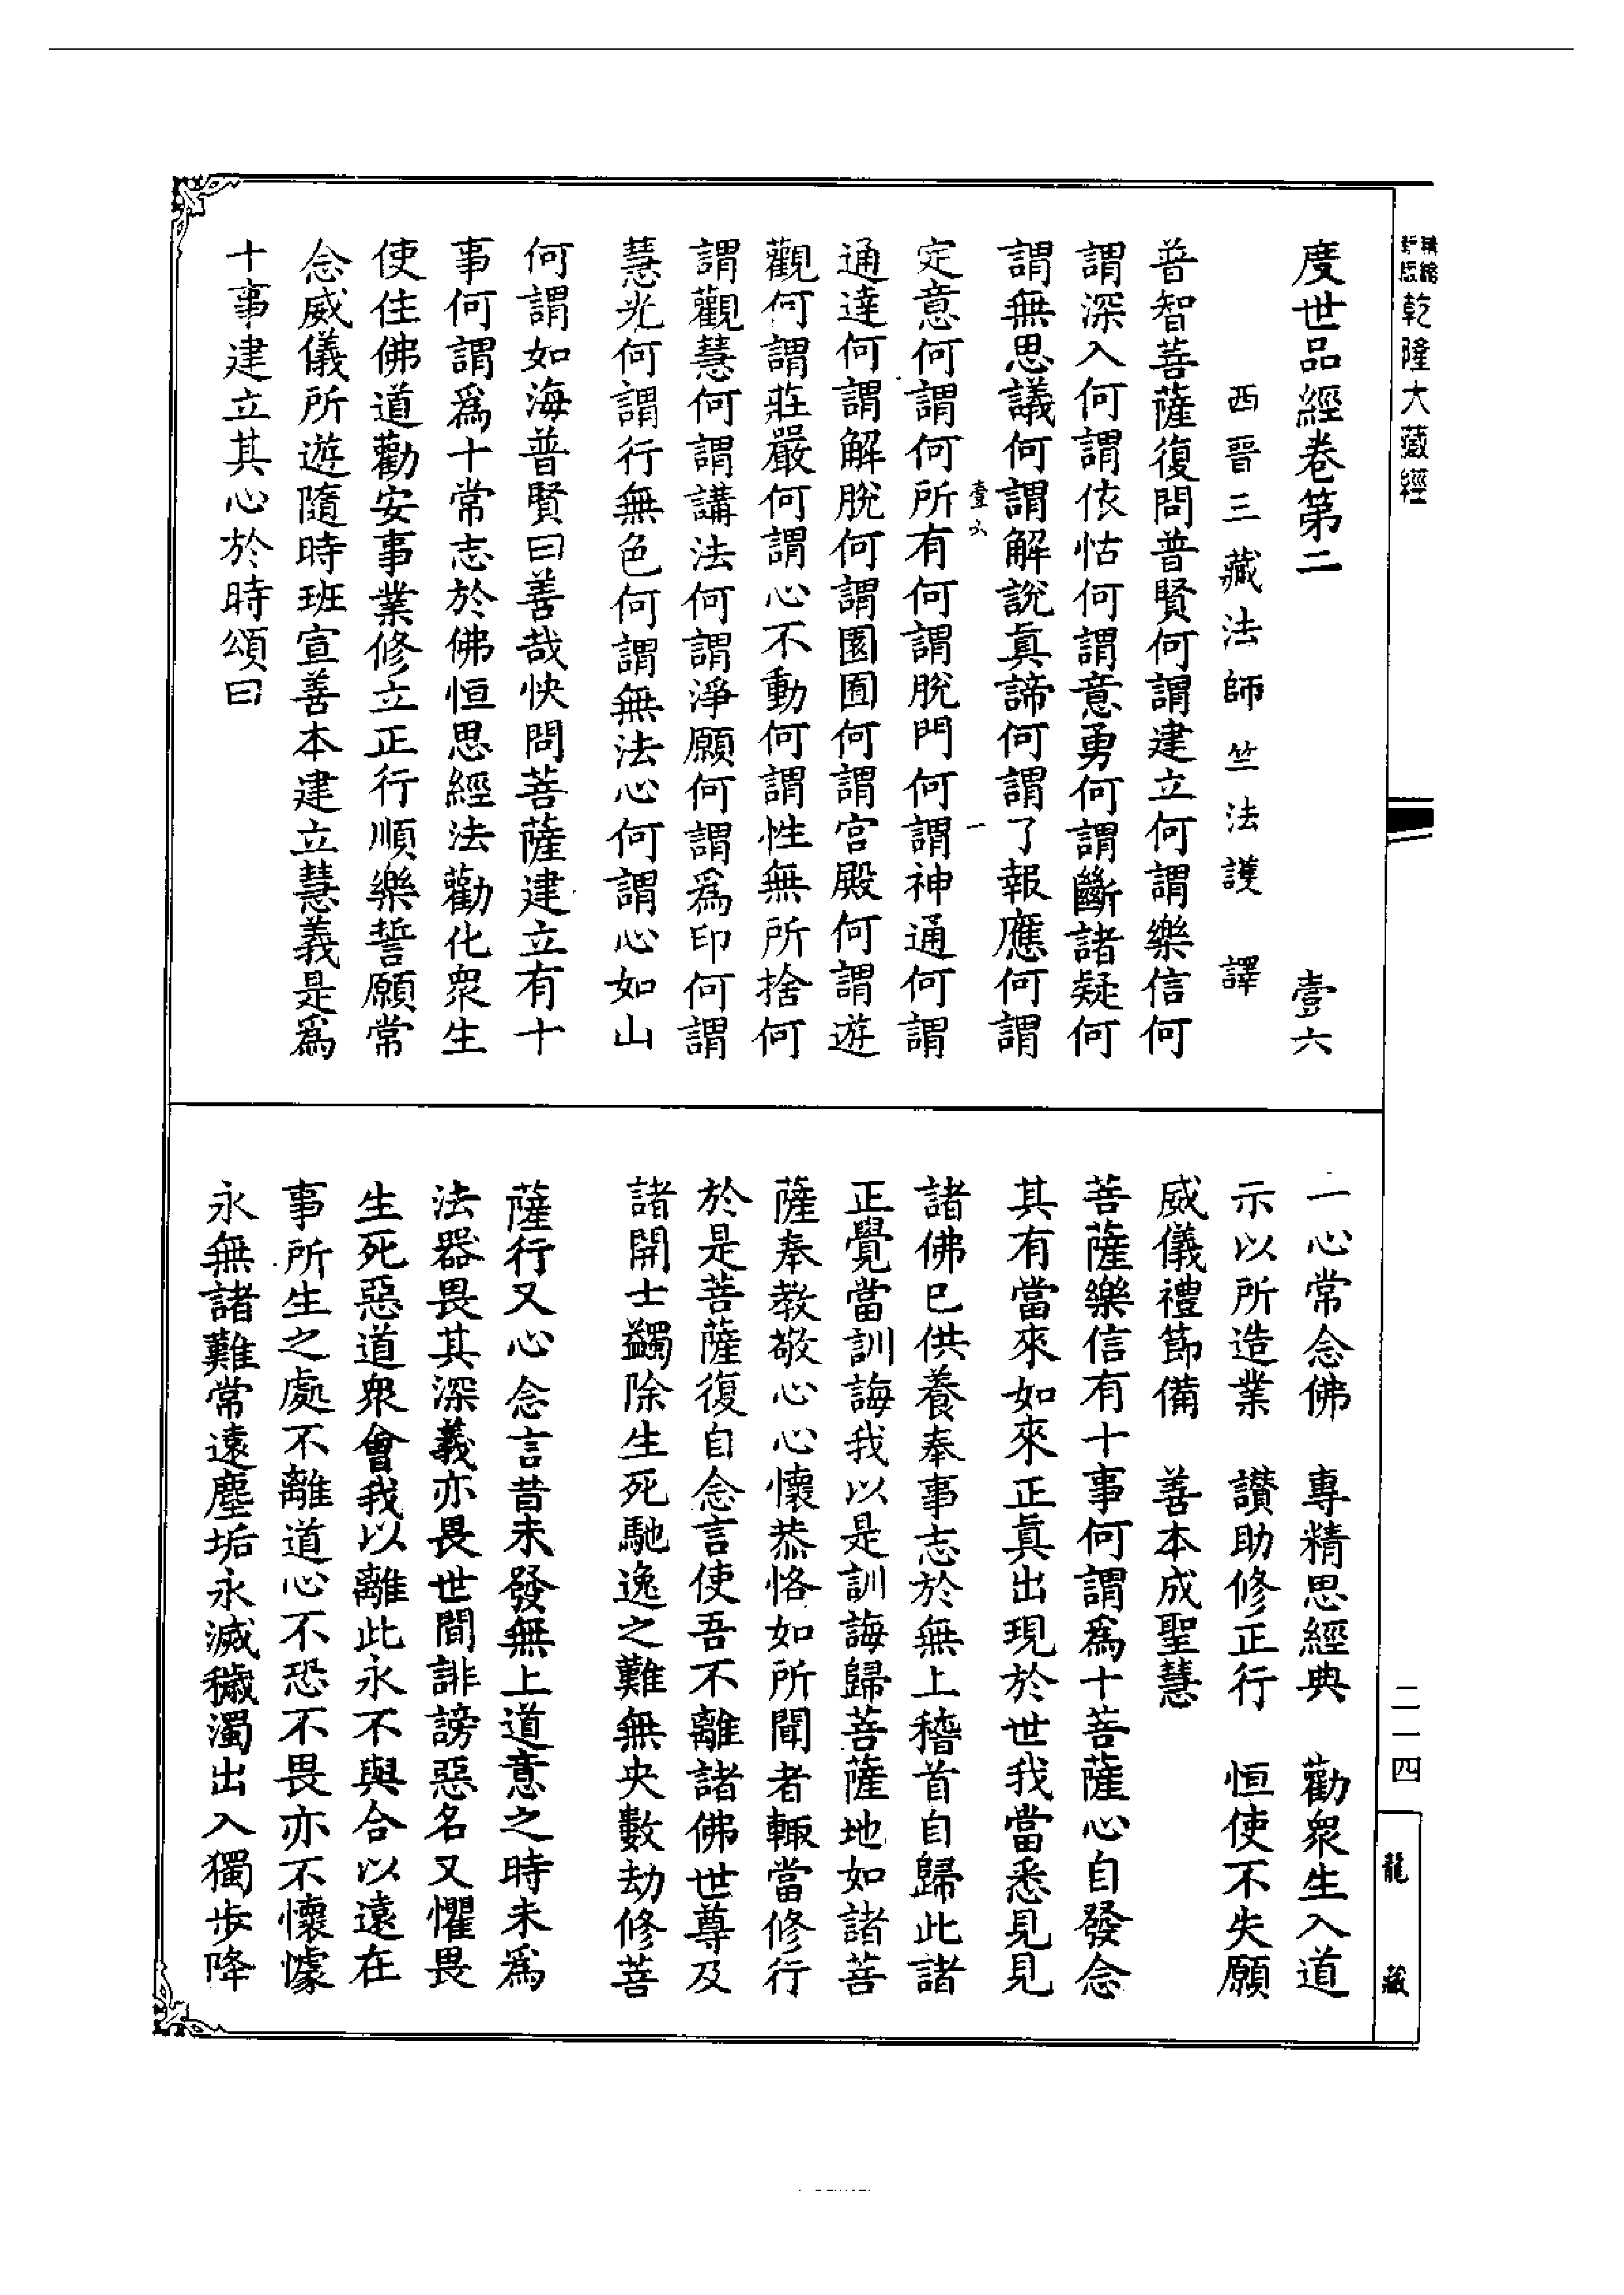 乾隆大藏經
度世品經卷第二 壹六
西晉三藏法師竺法護 譯
普智菩薩復問普賢何謂建立何謂樂信何
謂深入何謂依怙何謂意勇何謂斷諸疑何
謂無思議何謂解說真諦何謂了報應何謂
壹六 一
定意何謂何所有何謂脫門何謂神通何謂
通達何謂解脫何謂園囿何謂宮殿何謂遊
觀何謂莊嚴何謂心不動何謂性無所捨何
謂觀慧何謂講法何謂淨願何謂為印何謂
慧光何謂行無色何謂無法心何謂心如山
何謂如海普賢曰善哉快問菩薩建立有十
事何謂為十常志於佛恒思經法勸化眾生
使住佛道勸安事業修立正行順樂誓願常
念威儀所遊隨時班宣善本建立慧義是為
十事建立其心於時頌曰
一心常念佛 專精思經典 勸眾生入道
示以所造業 讚助修正行 恒使不失願
威儀禮節備 善本成聖慧
菩薩樂信有十事何謂為十菩薩心自發念
其有當來如來正真出現於世我當悉見見
諸佛已供養奉事志於無上稽首自歸此諸
正覺當訓誨我以是訓誨歸菩薩地如諸菩
薩奉教敬心心懷恭恪如所聞者輒當修行
於是菩薩復自念言使吾不離諸佛世尊及
諸開士蠲除生死馳逸之難無央數劫修菩
薩行又心念言昔未發無上道意之時未為
法器畏其深義亦畏世間誹謗惡名又懼畏
生死惡道眾會我以離此永不與合以遠在
事所生之處不離道心不恐不畏亦不懷懅
永無諸難常遠塵垢永滅穢濁出入獨步降
二一四
龍藏